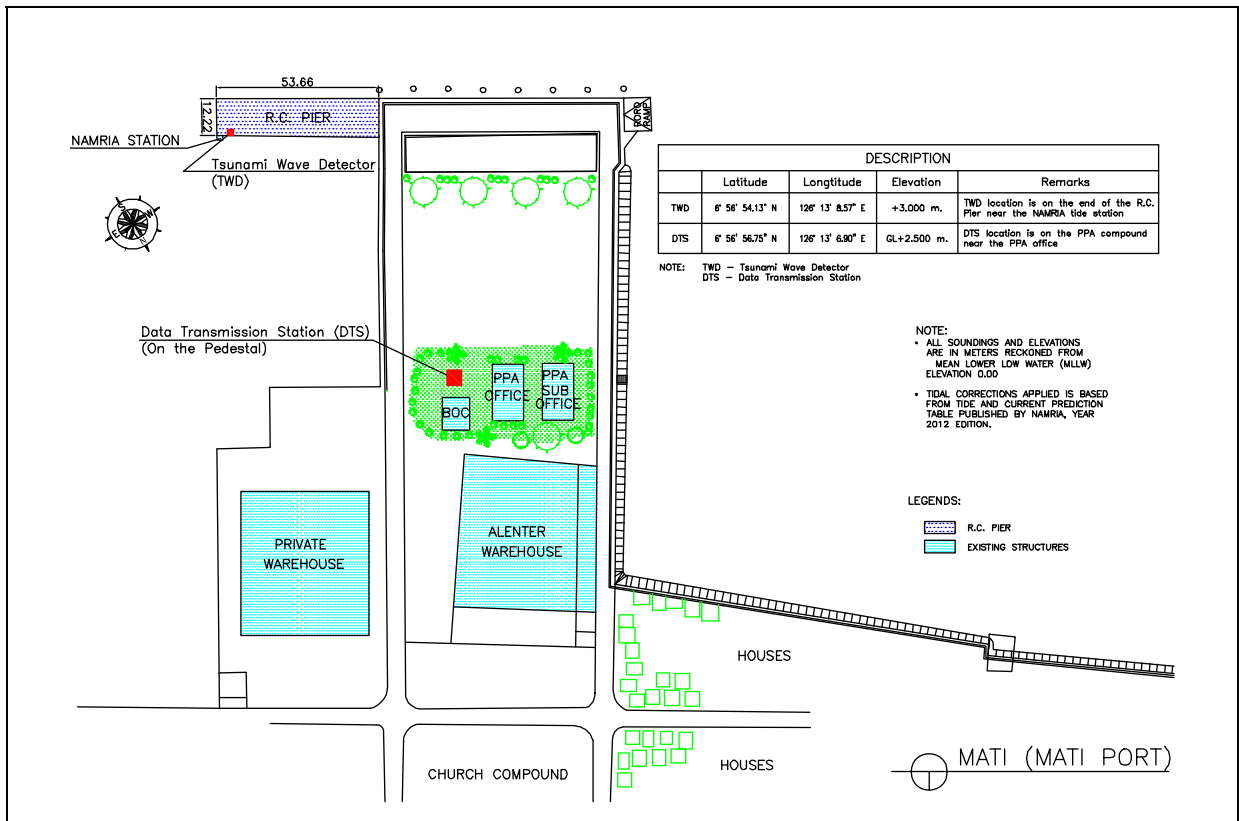 53.66
12.22
R.C. PIER
RORO
RAMP
NAMRIA STATION
Tsunami Wave Detector
(TWD)
S
W
E
N
DESCRIPTION
Latitude Longtitude Elevation Remarks
TWD 6° 56' 54.13" N 126° 13' 8.57" E +3.000 m. TWD location is on the end of the R.C.
Pier near the NAMRIA tide station
DTS 6° 56' 56.75" N 126° 13' 6.90" E GL+2.500 m. DTS location is on the PPA compound
near the PPA office
NOTE: TWD – Tsunami Wave Detector
DTS – Data Transmission Station
Data Transmission Station (DTS)
(On the Pedestal)
PPA
OFFICE
PPA
SUB
OFFICE
BOC
NOTE:
• ALL SOUNDINGS AND ELEVATIONS
ARE IN METERS RECKONED FROM
MEAN LOWER LOW WATER (MLLW)
ELEVATION 0.00
• TIDAL CORRECTIONS APPLIED IS BASED
FROM TIDE AND CURRENT PREDICTION
TABLE PUBLISHED BY NAMRIA, YEAR
2012 EDITION.
LEGENDS:
R.C. PIER
EXISTING STRUCTURES
PRIVATE
WAREHOUSE
ALENTER
WAREHOUSE
HOUSES
HOUSES
CHURCH COMPOUND
MATI (MATI PORT)